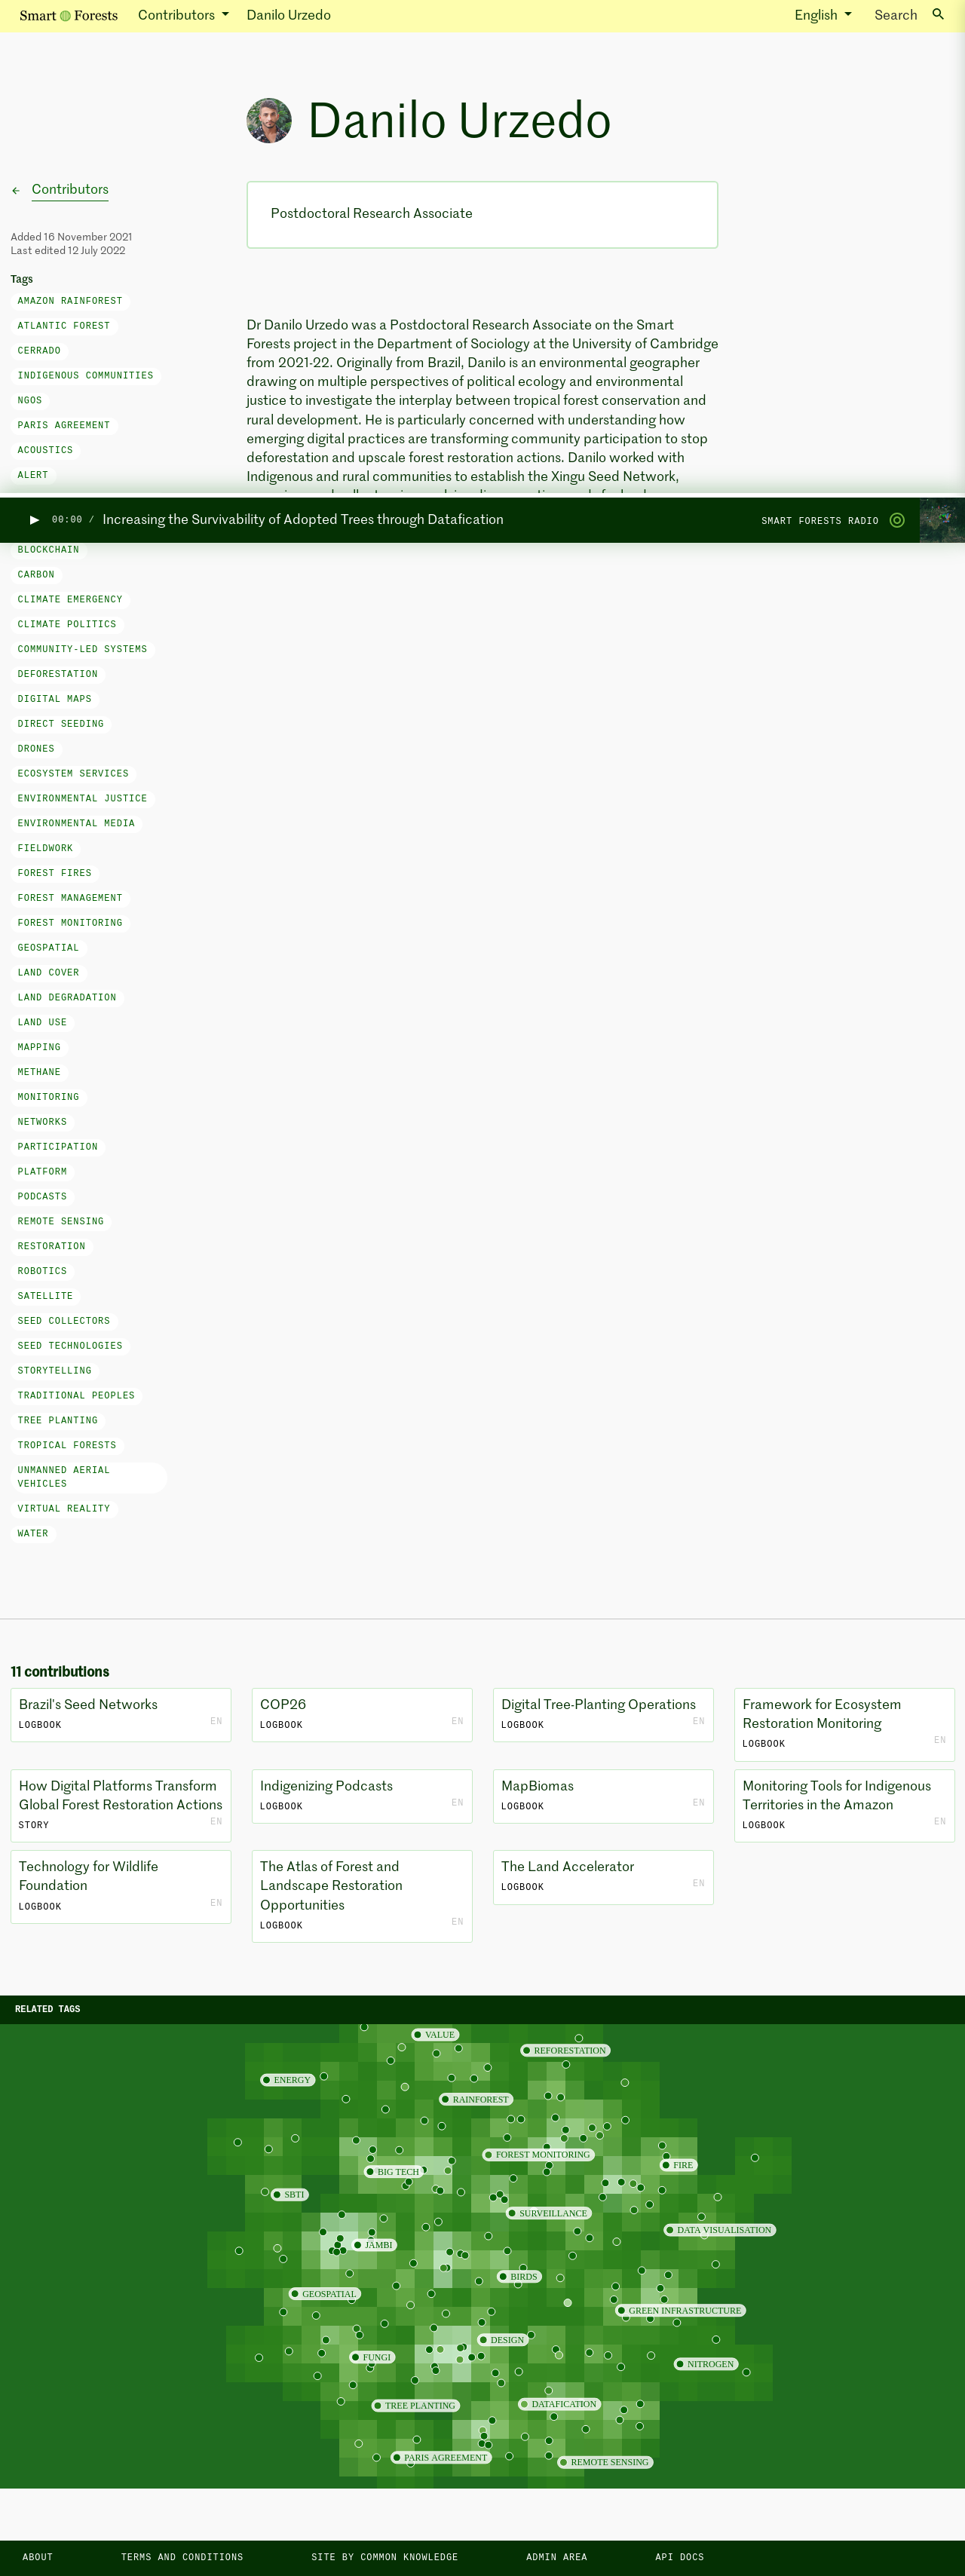 Smart Forests
Contributors
Danilo Urzedo
English
Search
Danilo Urzedo
Contributors
Added 16 November 2021
Last edited 12 July 2022
Tags
AMAZON RAINFOREST
ATLANTIC FOREST
CERRADO
INDIGENOUS COMMUNITIES
NGOS
PARIS AGREEMENT
ACOUSTICS
ALERT
Postdoctoral Research Associate
Dr Danilo Urzedo was a Postdoctoral Research Associate on the Smart
Forests project in the Department of Sociology at the University of Cambridge
from 2021-22. Originally from Brazil, Danilo is an environmental geographer
drawing on multiple perspectives of political ecology and environmental
justice to investigate the interplay between tropical forest conservation and
rural development. He is particularly concerned with understanding how
emerging digital practices are transforming community participation to stop
deforestation and upscale forest restoration actions. Danilo worked with
Indigenous and rural communities to establish the Xingu Seed Network,
00:00 /
Increasing the Survivability of Adopted Trees through Datafication
SMART FORESTS RADIO
BLOCKCHAIN
CARBON
CLIMATE EMERGENCY
CLIMATE POLITICS
COMMUNITY-LED SYSTEMS
DEFORESTATION
DIGITAL MAPS
DIRECT SEEDING
DRONES
ECOSYSTEM SERVICES
ENVIRONMENTAL JUSTICE
ENVIRONMENTAL MEDIA
FIELDWORK
FOREST FIRES
FOREST MANAGEMENT
FOREST MONITORING
GEOSPATIAL
LAND COVER
LAND DEGRADATION
LAND USE
MAPPING
METHANE
MONITORING
NETWORKS
PARTICIPATION
PLATFORM
PODCASTS
REMOTE SENSING
RESTORATION
ROBOTICS
SATELLITE
SEED COLLECTORS
SEED TECHNOLOGIES
STORYTELLING
TRADITIONAL PEOPLES
TREE PLANTING
TROPICAL FORESTS
UNMANNED AERIAL
VEHICLES
VIRTUAL REALITY
WATER
11 contributions
Brazil's Seed Networks
LOGBOOK
EN
COP26
LOGBOOK
EN
Digital Tree-Planting Operations
LOGBOOK
EN
Framework for Ecosystem
Restoration Monitoring
LOGBOOK
EN
How Digital Platforms Transform
Global Forest Restoration Actions
STORY
EN
Indigenizing Podcasts
LOGBOOK
EN
MapBiomas
LOGBOOK
EN
Monitoring Tools for Indigenous
Territories in the Amazon
LOGBOOK
EN
Technology for Wildlife
Foundation
LOGBOOK
EN
The Atlas of Forest and
Landscape Restoration
Opportunities
LOGBOOK
EN
The Land Accelerator
LOGBOOK
EN
RELATED TAGS
VALUE
REFORESTATION
ENERGY
RAINFOREST
FOREST MONITORING
FIRE
BIG TECH
SBTI
SURVEILLANCE
DATA VISUALISATION
JAMBI
BIRDS
GEOSPATIAL
GREEN INFRASTRUCTURE
DESIGN
FUNGI
NITROGEN
TREE PLANTING
DATAFICATION
PARIS AGREEMENT
REMOTE SENSING
ABOUT
TERMS AND CONDITIONS
SITE BY COMMON KNOWLEDGE
ADMIN AREA
API DOCS